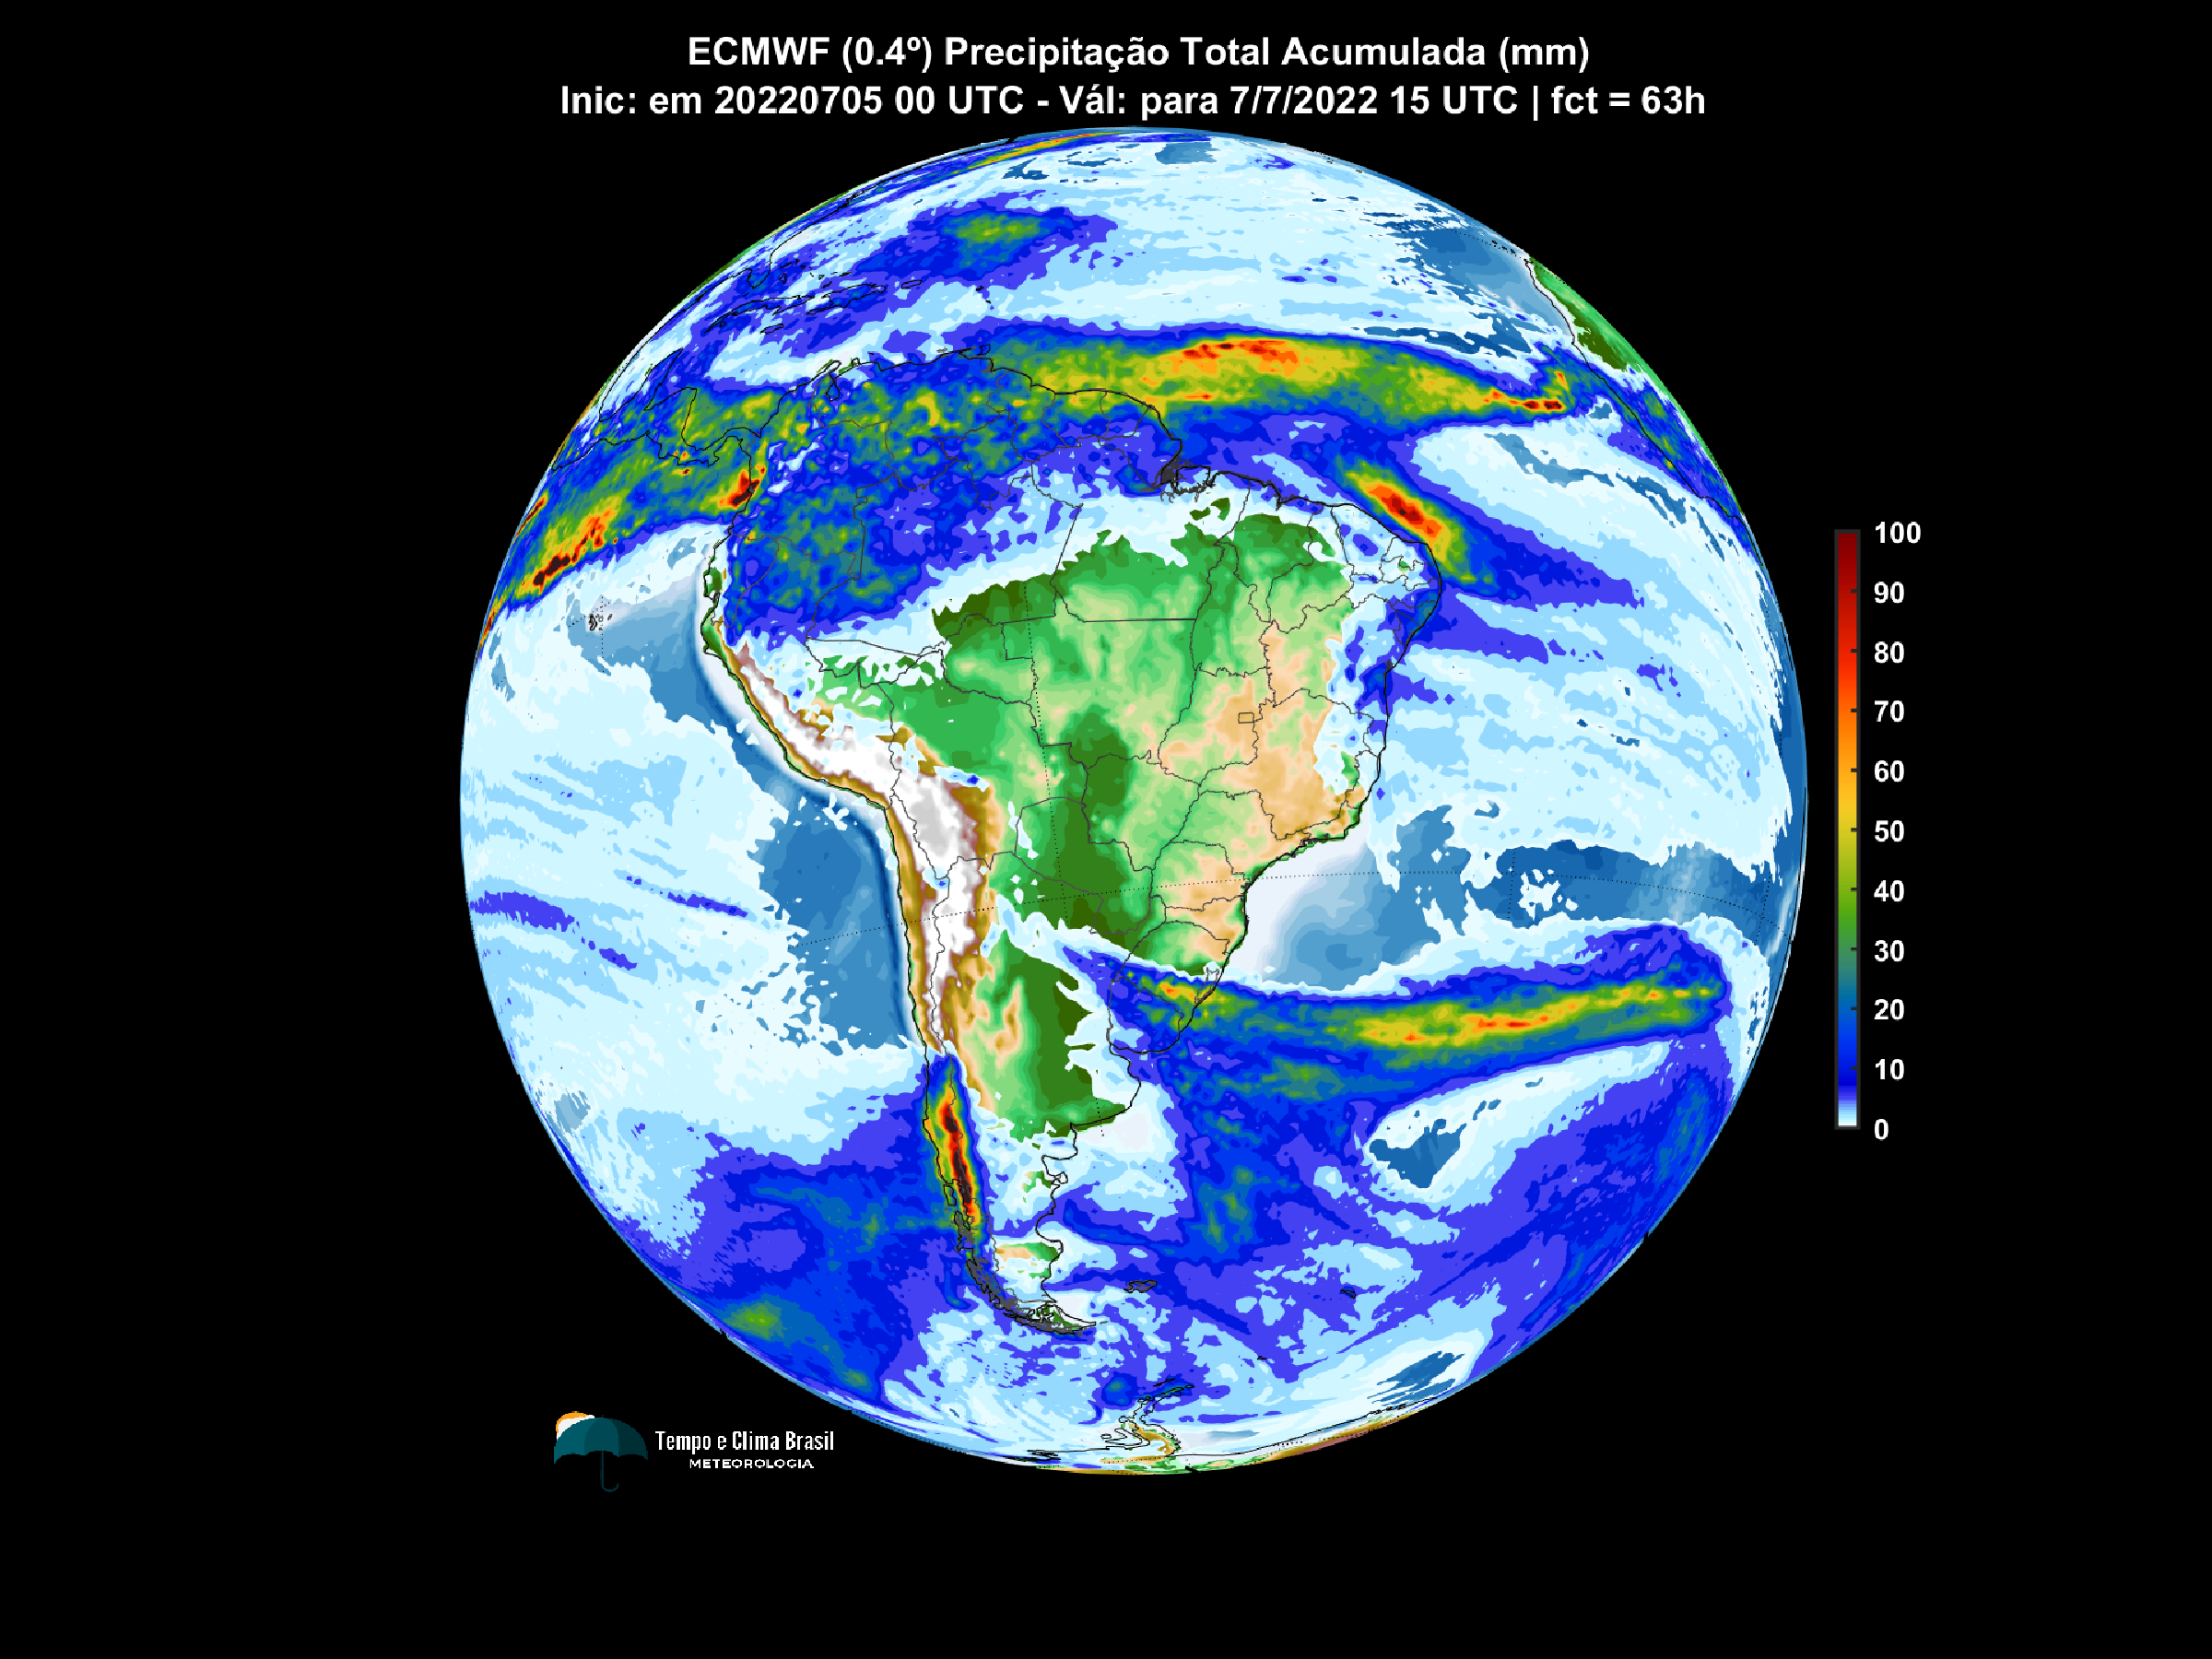 ECMWF (0.4º) Precipitação Total Acumulada (mm)
Inic: em 20220705 00 UTC - Vál: para 7/7/2022 15 UTC | fct = 63h
100
90
80
70
60
50
40
30
20
10
0
Tempo e Clima Brasil
METEOROLOGIA